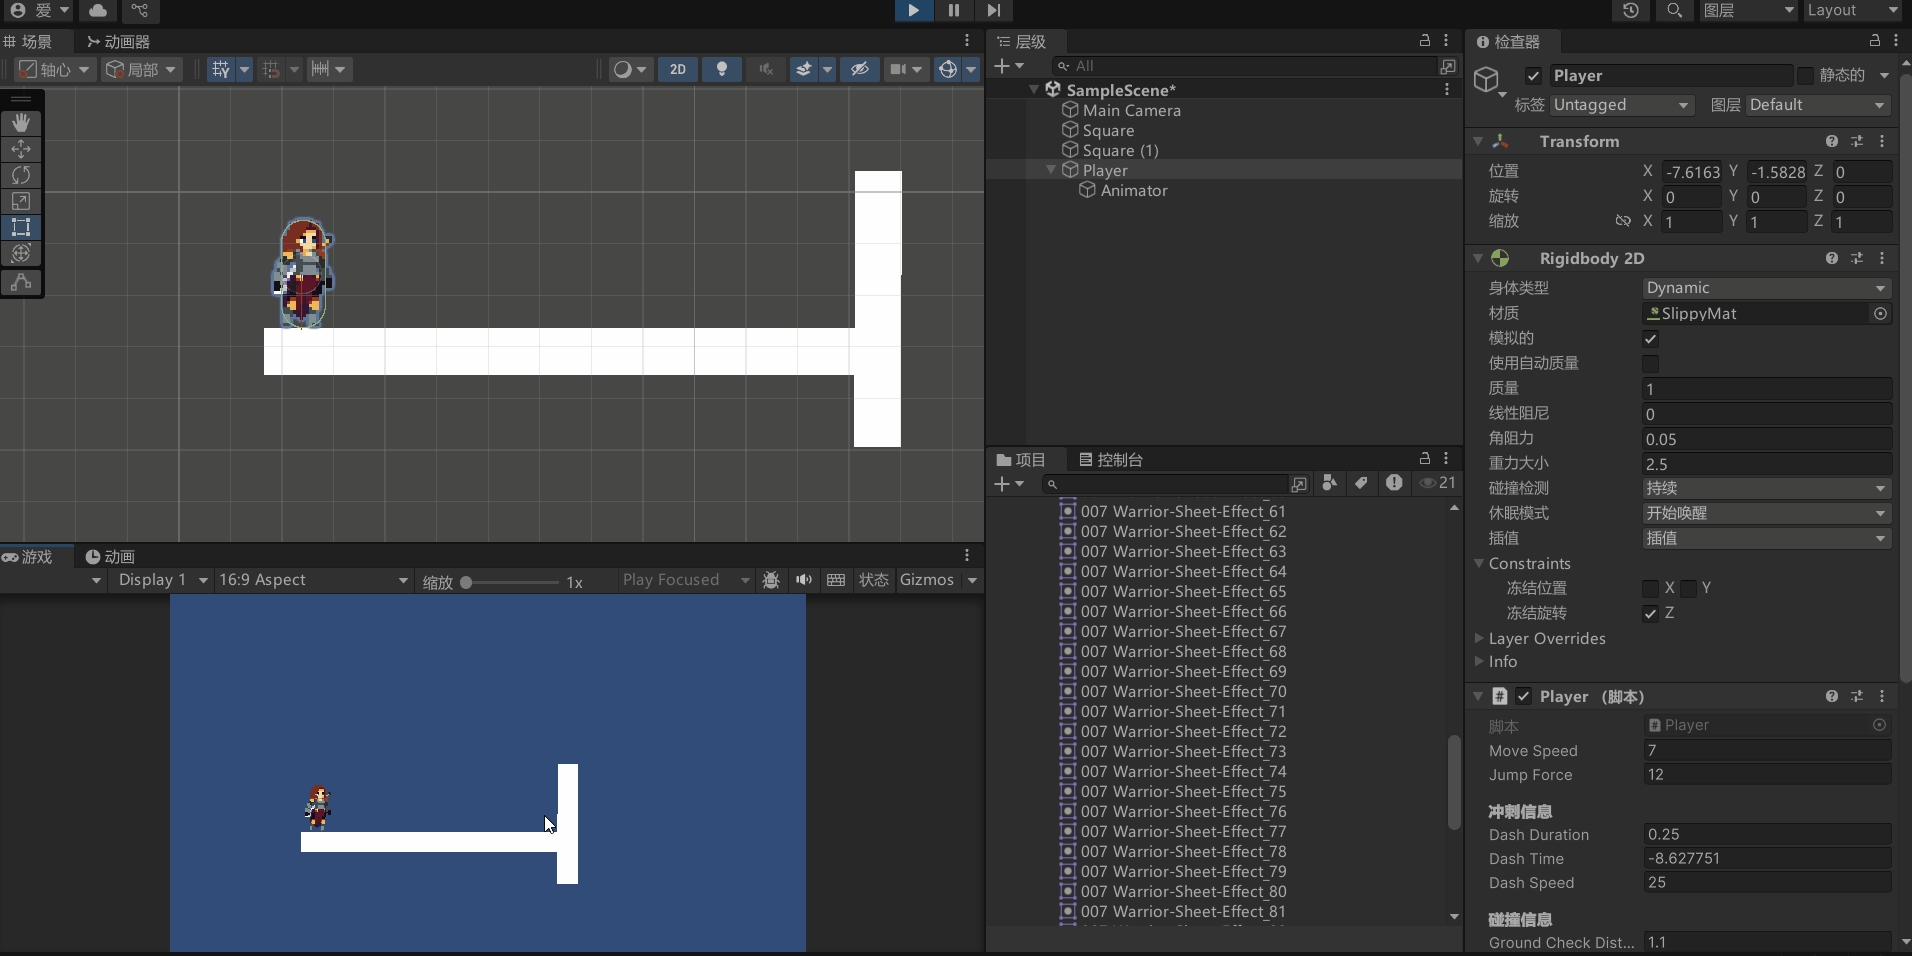 爱
图层
Layout
场景
动画器
轴心
局部
2D
层级
All
SampleScene*
Main Camera
Square
Square (1)
Player
Animator
游戏
动画
Display 1
16:9 Aspect
缩放
1x
Play Focused
状态
Gizmos
项目
控制台
21
007 Warrior-Sheet-Effect_61
007 Warrior-Sheet-Effect_62
007 Warrior-Sheet-Effect_63
007 Warrior-Sheet-Effect_64
007 Warrior-Sheet-Effect_65
007 Warrior-Sheet-Effect_66
007 Warrior-Sheet-Effect_67
007 Warrior-Sheet-Effect_68
007 Warrior-Sheet-Effect_69
007 Warrior-Sheet-Effect_70
007 Warrior-Sheet-Effect_71
007 Warrior-Sheet-Effect_72
007 Warrior-Sheet-Effect_73
007 Warrior-Sheet-Effect_74
007 Warrior-Sheet-Effect_75
007 Warrior-Sheet-Effect_76
007 Warrior-Sheet-Effect_77
007 Warrior-Sheet-Effect_78
007 Warrior-Sheet-Effect_79
007 Warrior-Sheet-Effect_80
007 Warrior-Sheet-Effect_81
检查器
Player
静态的
标签 Untagged 图层 Default
Transform
位置 X -7.6163 Y -1.5828 Z 0
旋转 X 0 Y 0 Z 0
缩放 X 1 Y 1 Z 1
Rigidbody 2D
身体类型 Dynamic
材质 SlippyMat
模拟的
使用自动质量
质量 1
线性阻尼 0
角阻力 0.05
重力大小 2.5
碰撞检测 持续
休眠模式 开始唤醒
插值 插值
Constraints
冻结位置 X Y
冻结旋转 Z
Layer Overrides
Info
Player （脚本）
脚本 Player
Move Speed 7
Jump Force 12
冲刺信息
Dash Duration 0.25
Dash Time -8.627751
Dash Speed 25
碰撞信息
Ground Check Dist... 1.1